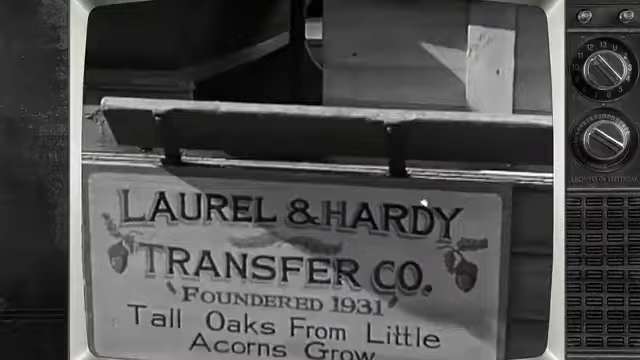 LAUREL & HARDY
TRANSFER CO.
FOUNDERED 1931
Tall Oaks From Little
Acorns Grow